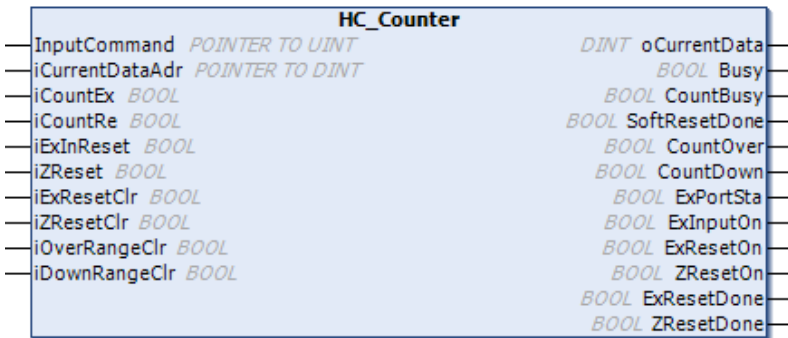 HC_Counter
InputCommand POINTER TO UINT DINT oCurrentData
iCurrentDataAdr POINTER TO DINT BOOL Busy
iCountEx BOOL BOOL CountBusy
iCountRe BOOL BOOL SoftResetDone
iExInReset BOOL BOOL CountOver
iZReset BOOL BOOL CountDown
iExResetClr BOOL BOOL ExPortSta
iZResetClr BOOL BOOL ExInputOn
iOverRangeClr BOOL BOOL ExResetOn
iDownRangeClr BOOL BOOL ZResetOn
BOOL ExResetDone
BOOL ZResetDone